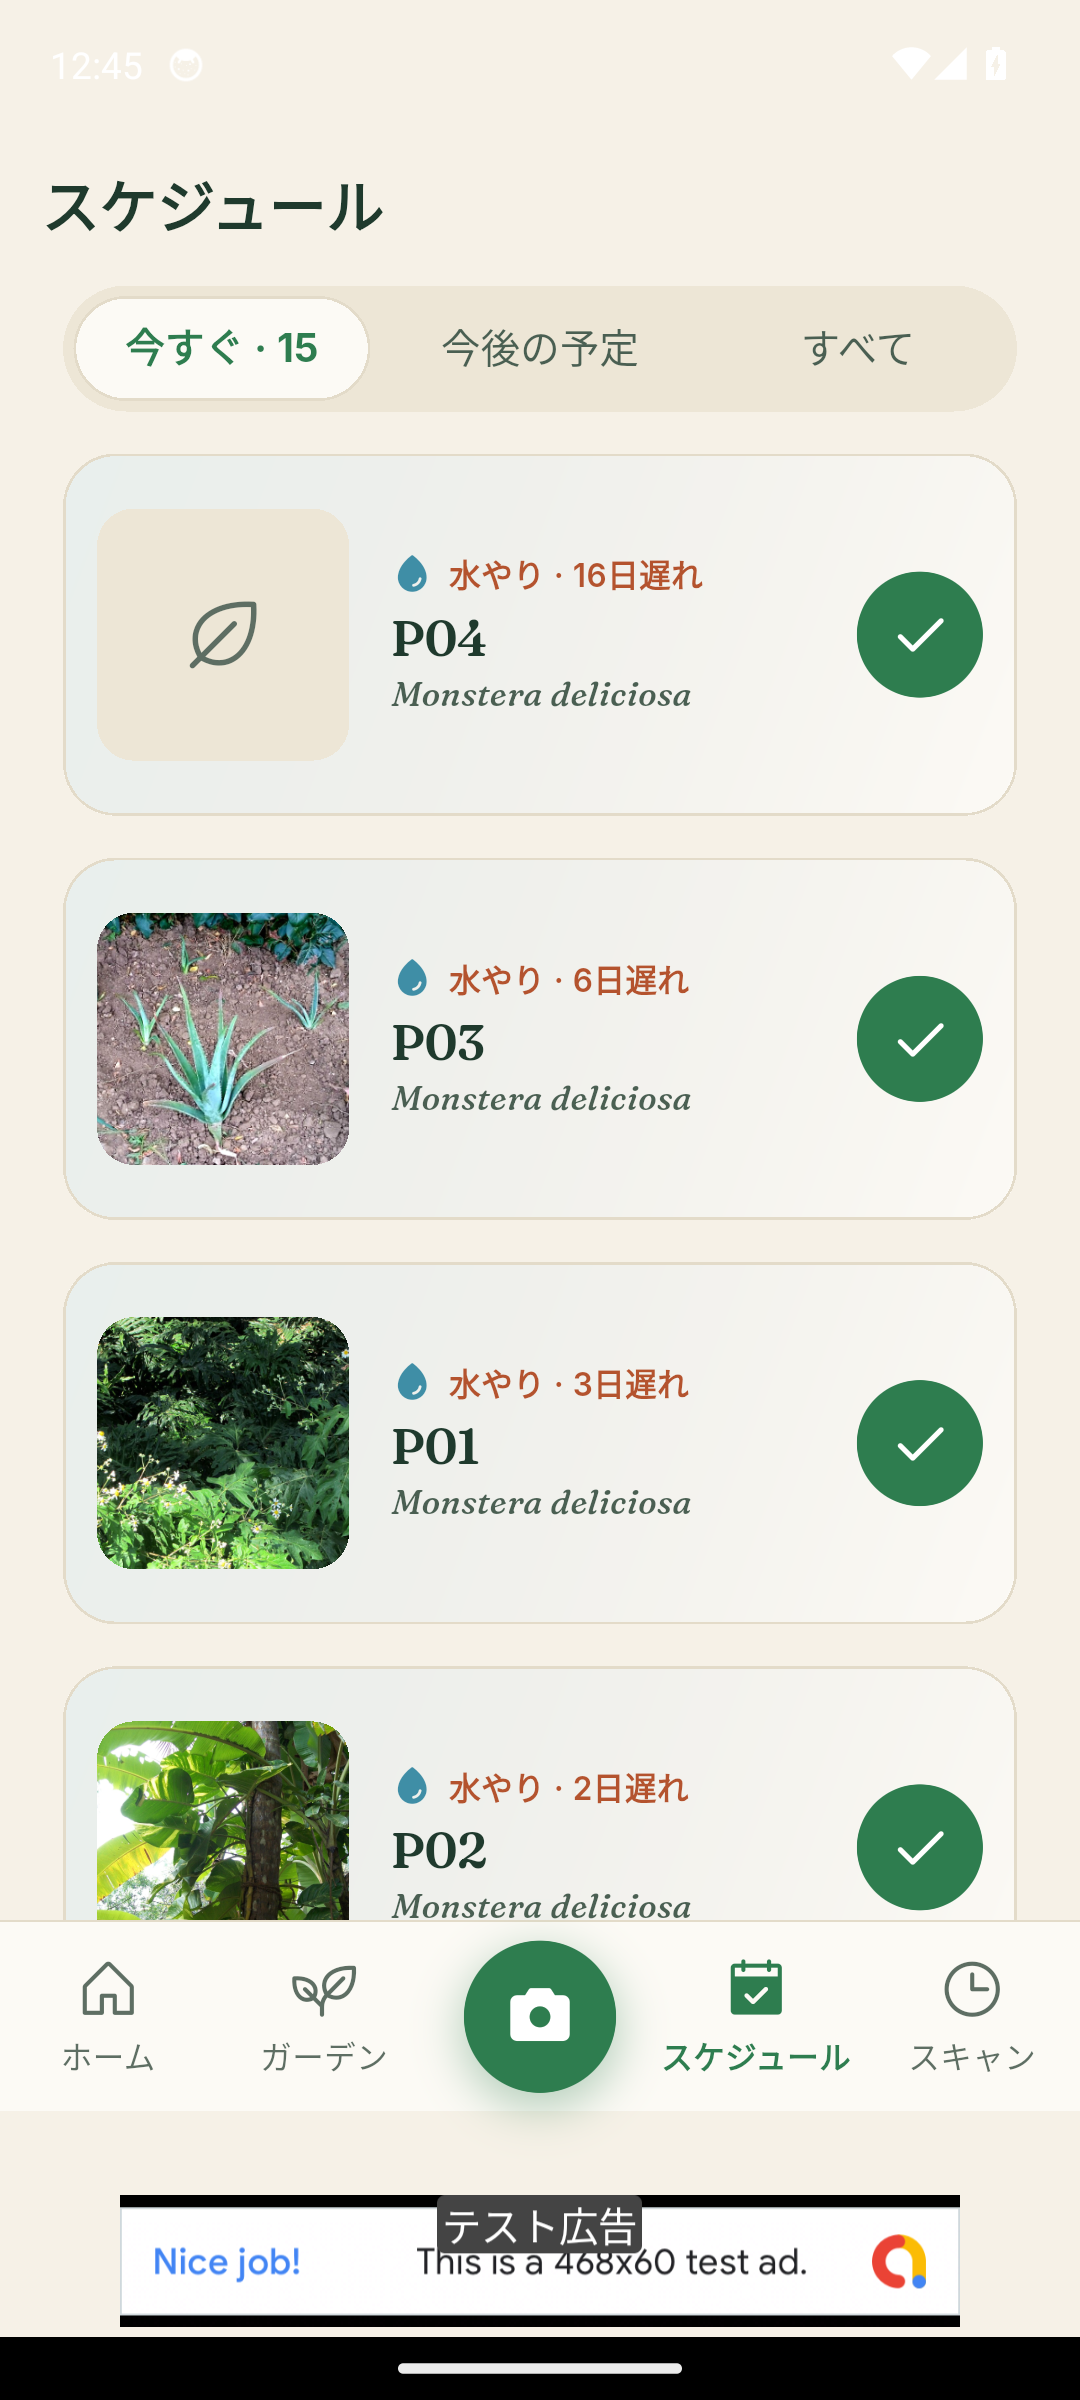 12:45
スケジュール
今すぐ · 15
今後の予定
すべて
水やり · 16日遅れ
P04
Monstera deliciosa
水やり · 6日遅れ
P03
Monstera deliciosa
水やり · 3日遅れ
P01
Monstera deliciosa
水やり · 2日遅れ
P02
Monstera deliciosa
ホーム
ガーデン
スケジュール
スキャン
テスト広告
Nice job!
This is a 468x60 test ad.